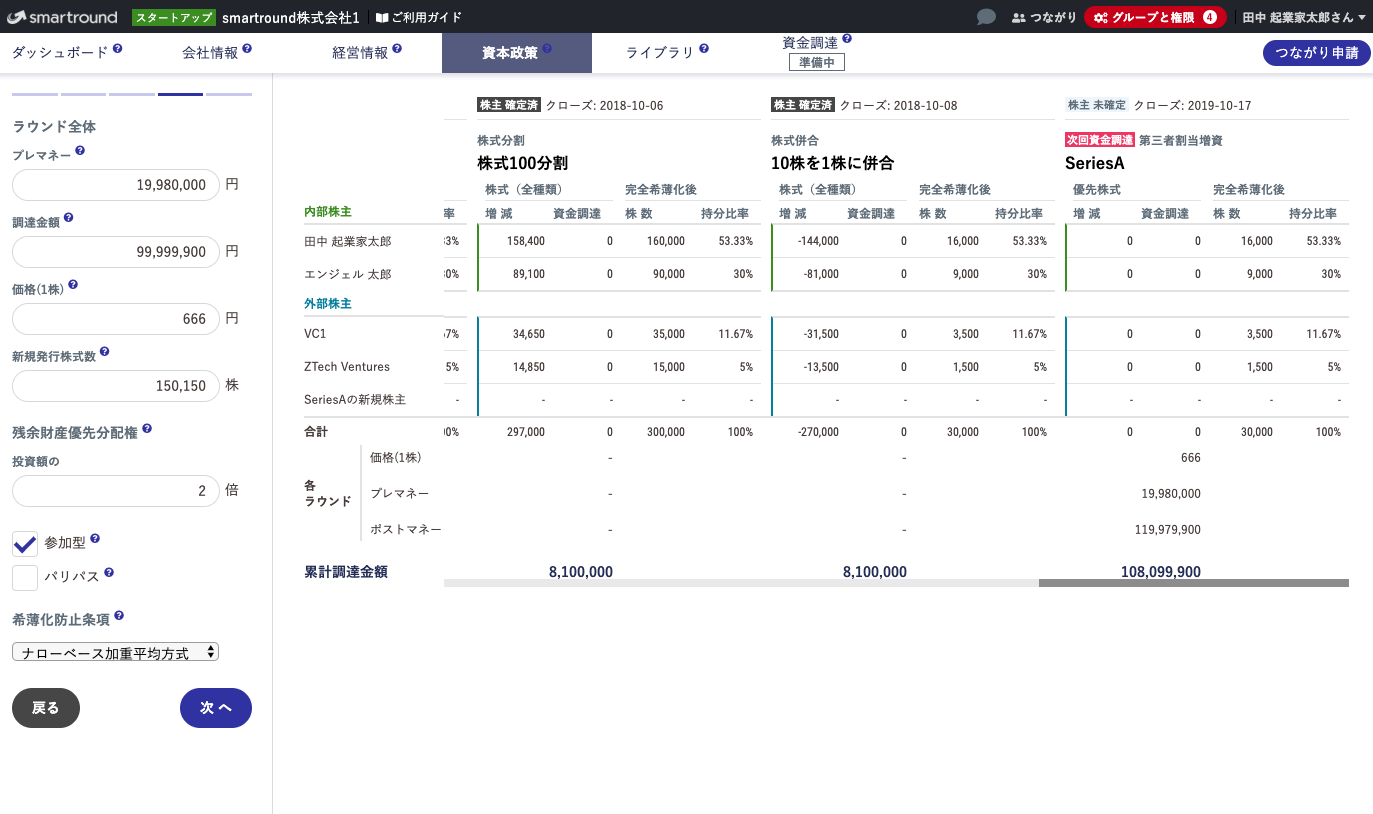 smartround スタートアップ smartround株式会社1 ご利用ガイド つながり グループと権限 4 田中 起業家太郎さん
ダッシュボード ? 会社情報 ? 経営情報 ? 資本政策 ? ライブラリ ? 資金調達 ? つながり申請
準備中
ラウンド全体
プレマネー ?
19,980,000 円
調達金額 ?
99,999,900 円
価格(1株) ?
666 円
新規発行株式数 ?
150,150 株
残余財産優先分配権 ?
投資額の
2 倍
参加型 ?
パリパス ?
希薄化防止条項 ?
ナローベース加重平均方式
戻る 次へ
株主 確定済 クローズ: 2018-10-06 株主 確定済 クローズ: 2018-10-08 株主 未確定 クローズ: 2019-10-17
株式分割 株式併合 次回資金調達 第三者割当増資
株式100分割 10株を1株に併合 SeriesA
株式（全種類） 完全希薄化後 株式（全種類） 完全希薄化後 優先株式 完全希薄化後
内部株主 率 増減 資金調達 株数 持分比率 増減 資金調達 株数 持分比率 増減 資金調達 株数 持分比率
田中 起業家太郎 3% 158,400 0 160,000 53.33% -144,000 0 16,000 53.33% 0 0 16,000 53.33%
エンジェル 太郎 0% 89,100 0 90,000 30% -81,000 0 9,000 30% 0 0 9,000 30%
外部株主
VC1 7% 34,650 0 35,000 11.67% -31,500 0 3,500 11.67% 0 0 3,500 11.67%
ZTech Ventures 5% 14,850 0 15,000 5% -13,500 0 1,500 5% 0 0 1,500 5%
SeriesAの新規株主 - - - - - - - - - - - - -
合計 0% 297,000 0 300,000 100% -270,000 0 30,000 100% 0 0 30,000 100%
各ラウンド
価格(1株) - - 666
プレマネー - - 19,980,000
ポストマネー - - 119,979,900
累計調達金額 8,100,000 8,100,000 108,099,900